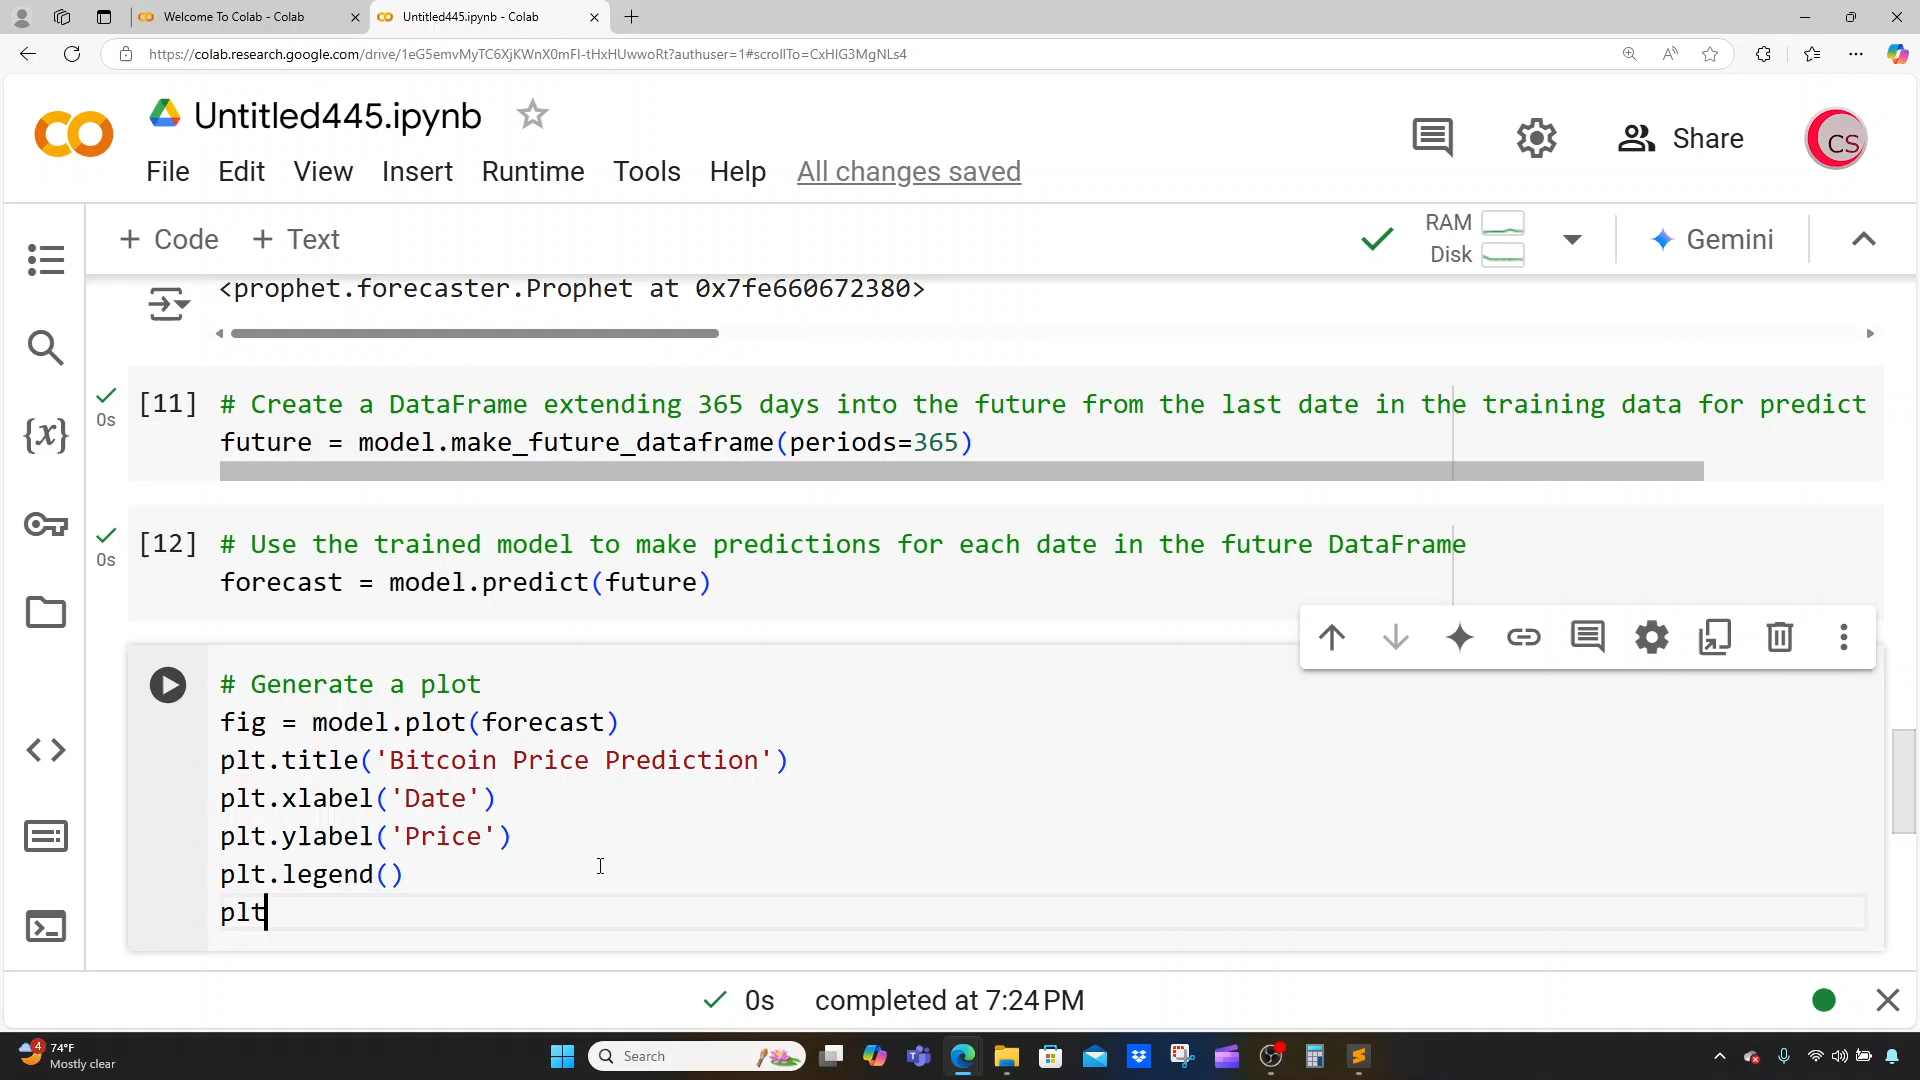 Welcome To Colab - Colab
Untitled445.ipynb - Colab
https://colab.research.google.com/drive/1eG5emvMyTC6XjKWnX0mFI-tHxHUwwoRt?authuser=1#scrollTo=CxHIG3MgNLs4
CO
Untitled445.ipynb
File Edit View Insert Runtime Tools Help All changes saved
Share
CS
+ Code + Text
RAM
Disk
Gemini
<prophet.forecaster.Prophet at 0x7fe660672380>
0s
[11] # Create a DataFrame extending 365 days into the future from the last date in the training data for predict
future = model.make_future_dataframe(periods=365)
0s
[12] # Use the trained model to make predictions for each date in the future DataFrame
forecast = model.predict(future)
# Generate a plot
fig = model.plot(forecast)
plt.title('Bitcoin Price Prediction')
plt.xlabel('Date')
plt.ylabel('Price')
plt.legend()
plt
{x}
0s completed at 7:24 PM
4
74°F
Mostly clear
Search